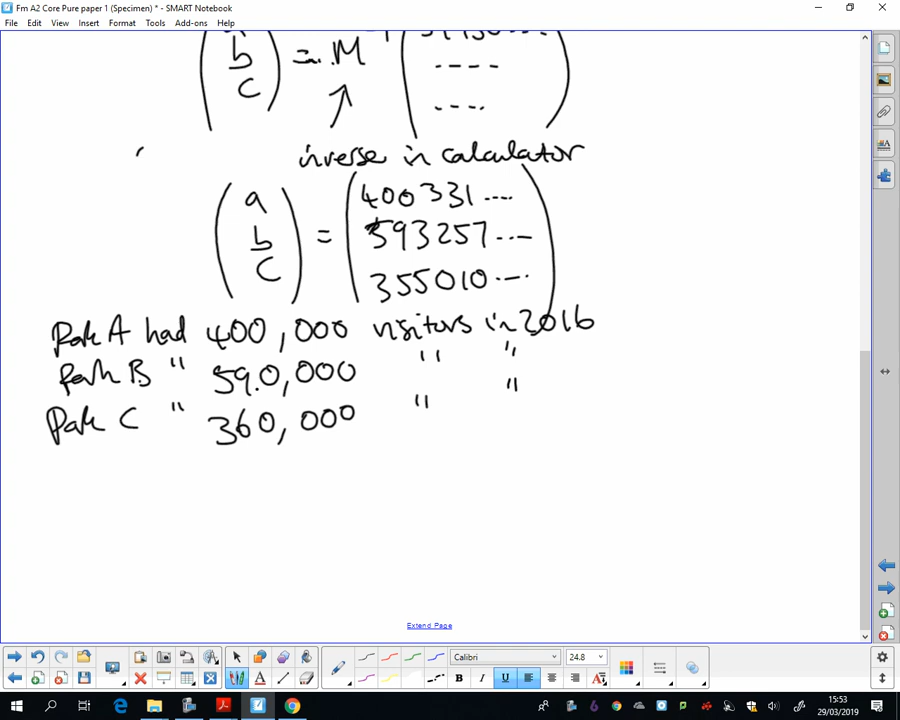 Fm A2 Core Pure paper 1 (Specimen) * - SMART Notebook
File Edit View Insert Format Tools Add-ons Help
b = M
c
---- 
....
inverse in calculator
a 400331 ....
b = 593257 ...
c 355010 ....
Park A had 400,000 visitors in 2016
Park B " 590,000 " "
Park C " 360,000 " "
Extend Page
Calibri 24.8
B I U
15:53
29/03/2019